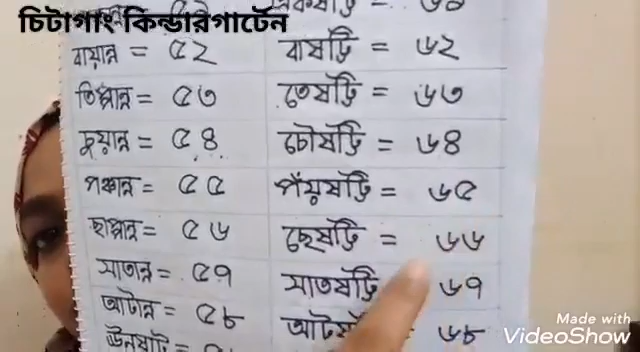 চিটাগাং কিন্ডারগার্টেন
বায়ান্ন = ৫২ বাষট্টি = ৬২
তিপ্পান্ন = ৫৩ তেষট্টি = ৬৩
চুয়ান্ন = ৫৪ চৌষট্টি = ৬৪
পঞ্চান্ন = ৫৫ পঁয়ষট্টি = ৬৫
ছাপ্পান্ন = ৫৬ ছেষট্টি = ৬৬
সাতান্ন = ৫৭ সাতষট্টি ৬৭
আটান্ন = ৫৮ = ৬৮
ঊনষাট =
Made with
VideoShow